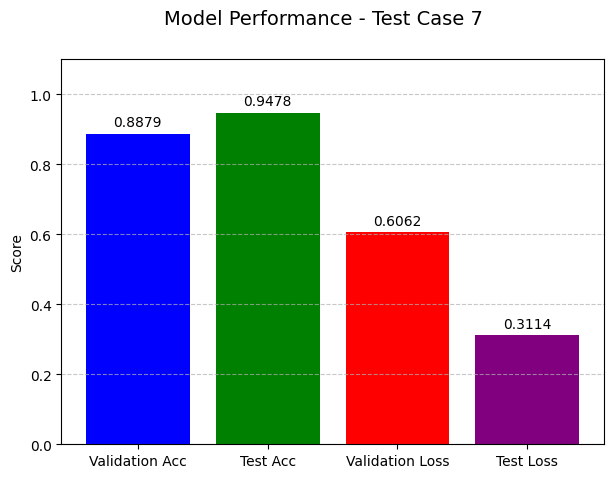 Model Performance - Test Case 7
1.0
0.8
0.6
0.4
0.2
0.0
Score
0.8879
0.9478
0.6062
0.3114
Validation Acc
Test Acc
Validation Loss
Test Loss